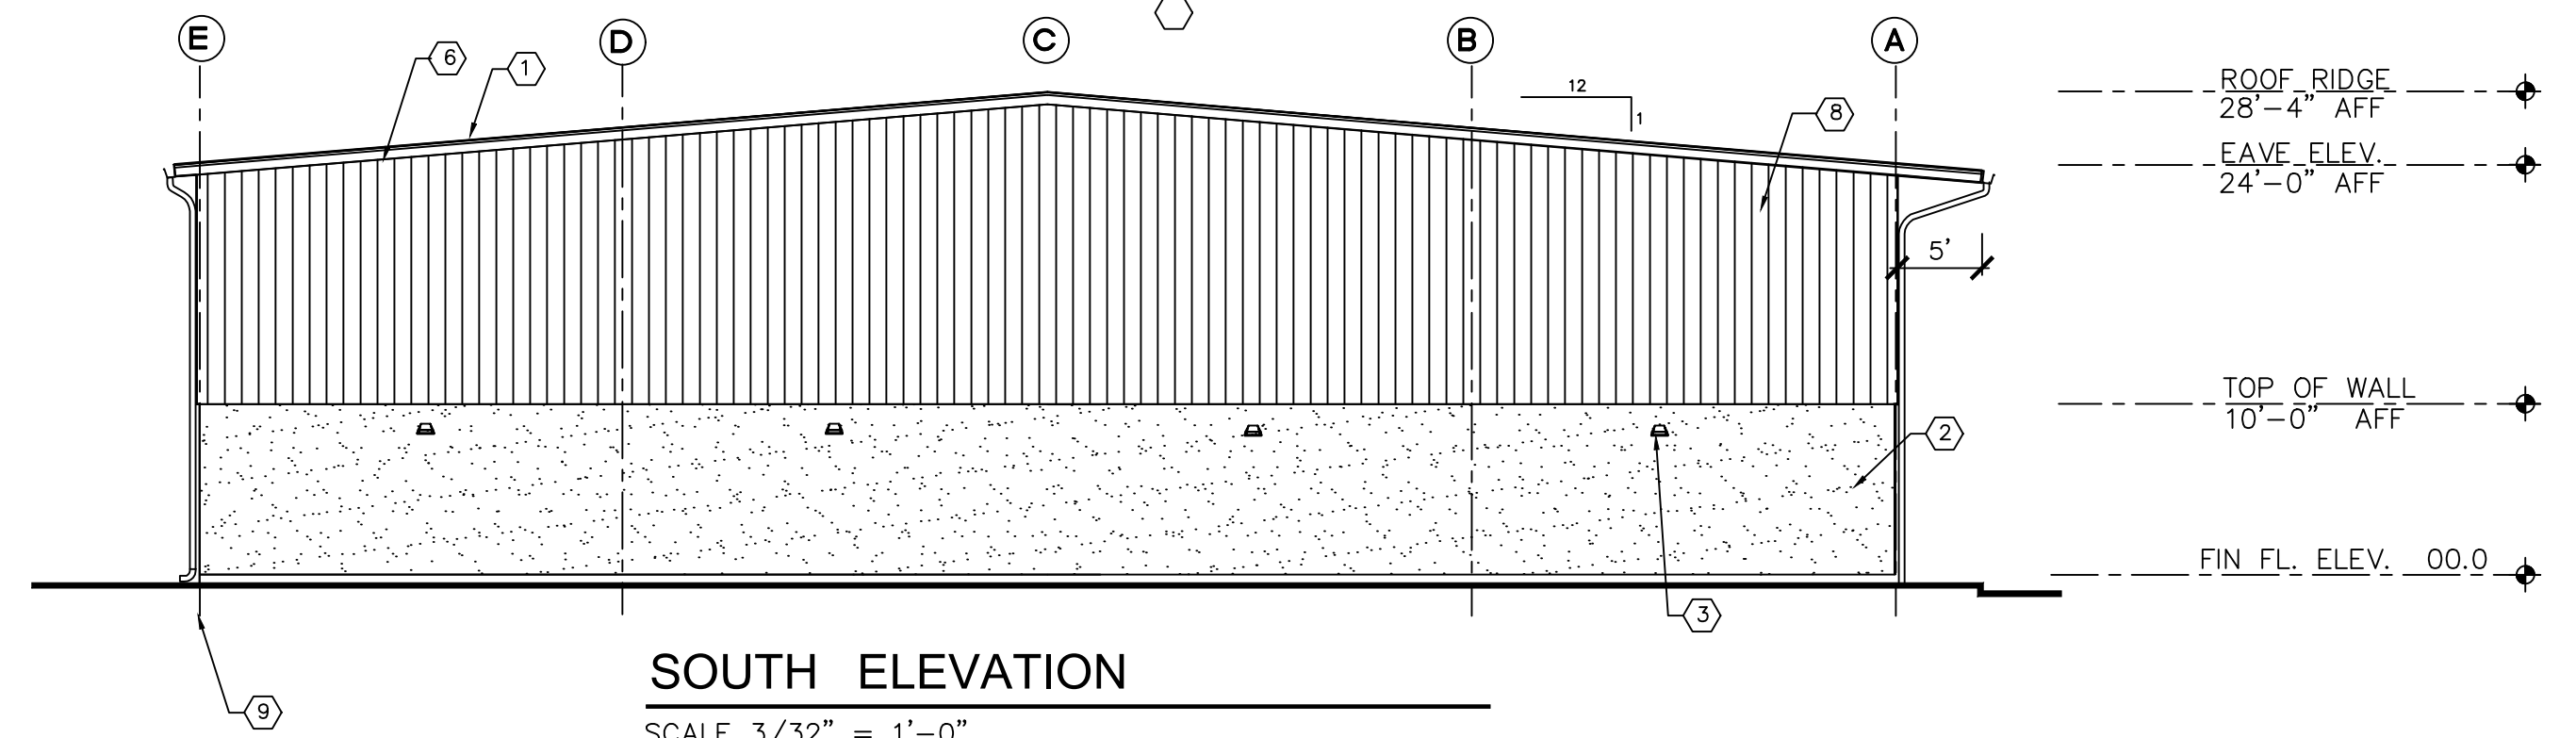 E
D
C
B
A
6
1
12
1
8
ROOF RIDGE
28'-4" AFF
EAVE ELEV.
24'-0" AFF
5'
TOP OF WALL
10'-0" AFF
2
FIN FL. ELEV. 00.0
3
SOUTH ELEVATION
9
SCALE 3/32" = 1'-0"